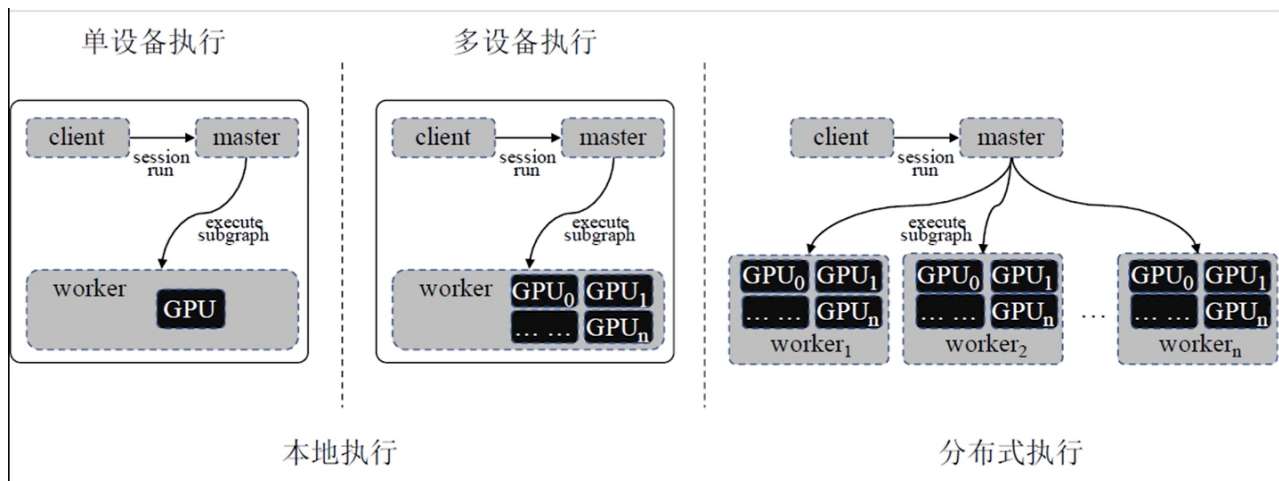 单设备执行
多设备执行
client
master
session
run
execute
subgraph
worker
GPU
client
master
session
run
execute
subgraph
worker
GPU0
GPU1
... ...
GPUn
client
master
session
run
execute
subgraph
GPU0
GPU1
... ...
GPUn
worker1
GPU0
GPU1
... ...
GPUn
worker2
...
GPU0
GPU1
... ...
GPUn
workern
本地执行
分布式执行